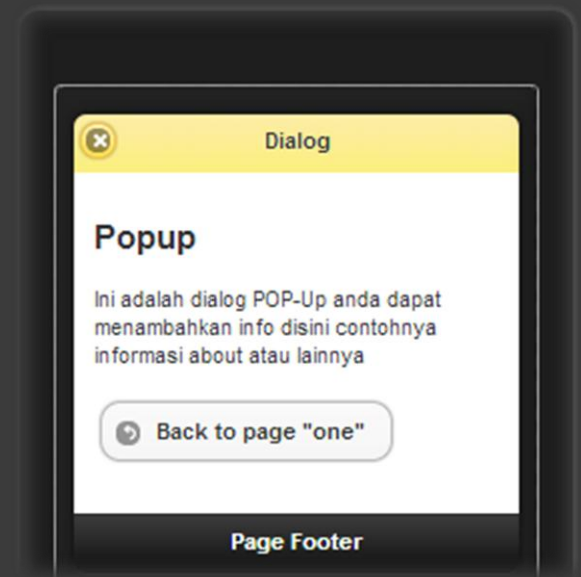 Dialog
Popup
Ini adalah dialog POP-Up anda dapat
menambahkan info disini contohnya
informasi about atau lainnya
Back to page "one"
Page Footer